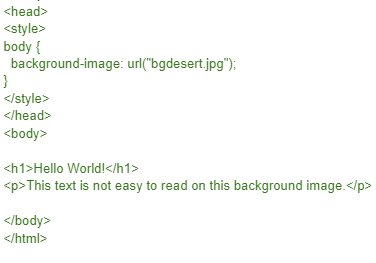 <head>
<style>
body {
  background-image: url("bgdesert.jpg");
}
</style>
</head>
<body>

<h1>Hello World!</h1>
<p>This text is not easy to read on this background image.</p>

</body>
</html>